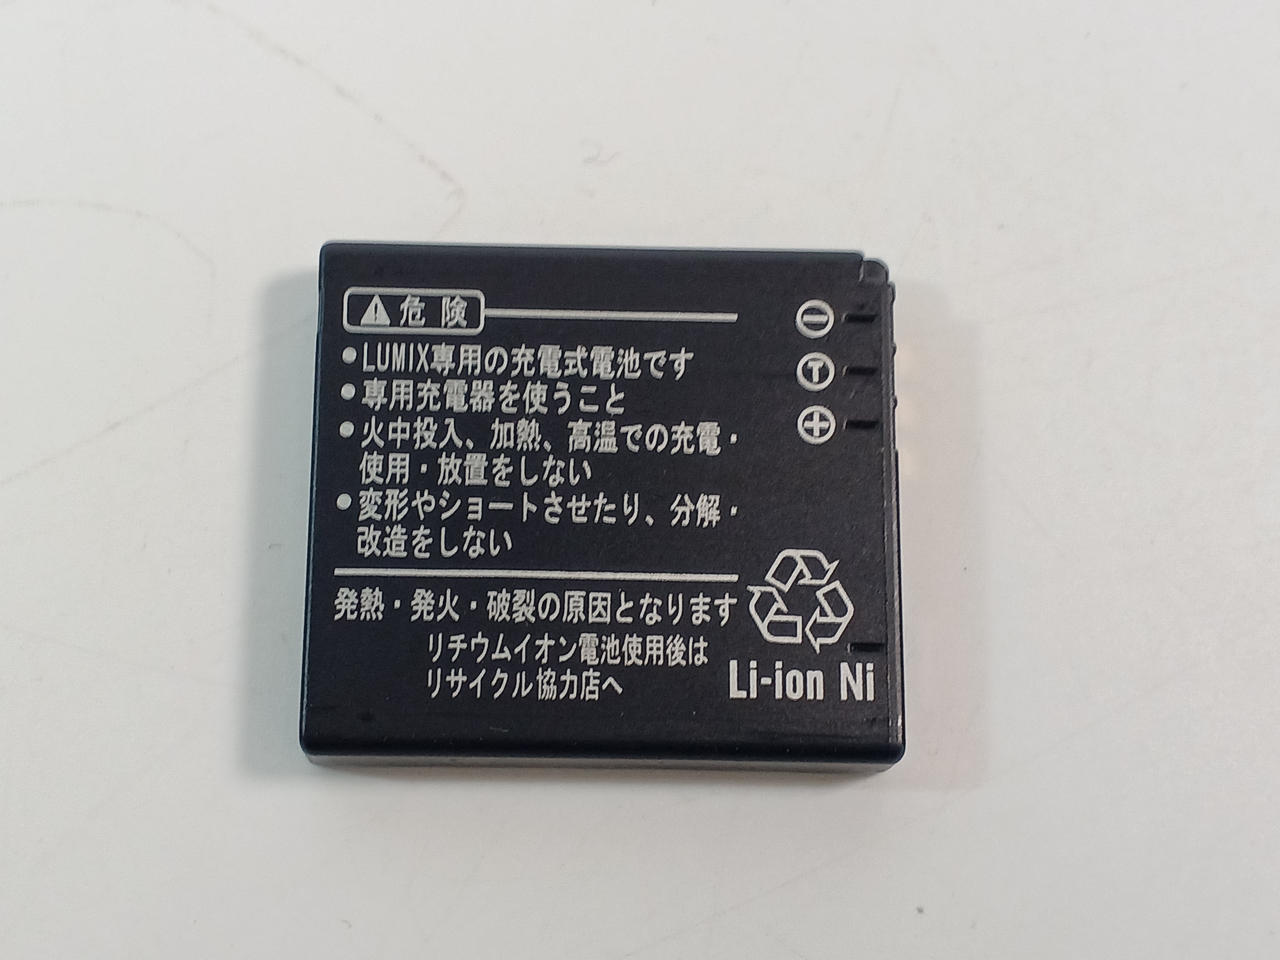 危険
●LUMIX専用の充電式電池です
●専用充電器を使うこと
●火中投入、加熱、高温での充電・
使用・放置をしない
●変形やショートさせたり、分解・
改造をしない
発熱・発火・破裂の原因となります
リチウムイオン電池使用後は
リサイクル協力店へ
⊖
T
⊕
Li-ion Ni